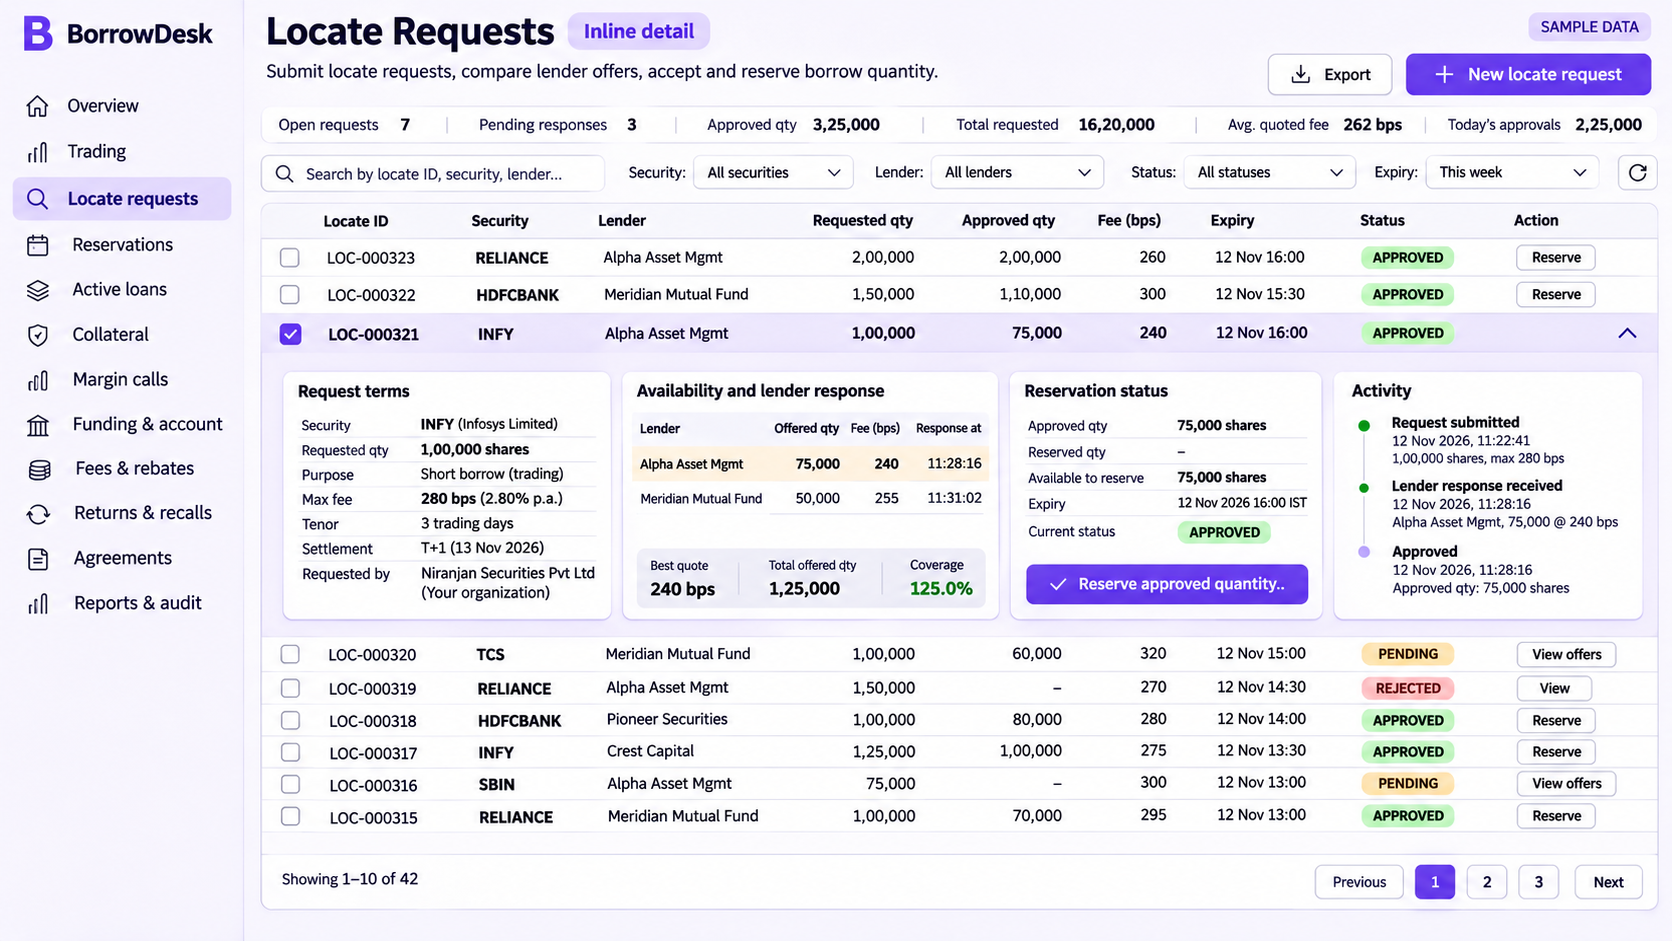 BorrowDesk
Overview
Trading
Locate requests
Reservations
Active loans
Collateral
Margin calls
Funding & account
Fees & rebates
Returns & recalls
Agreements
Reports & audit
Locate Requests Inline detail
Submit locate requests, compare lender offers, accept and reserve borrow quantity.
SAMPLE DATA
Export
+ New locate request
Open requests 7 | Pending responses 3 | Approved qty 3,25,000 | Total requested 16,20,000 | Avg. quoted fee 262 bps | Today's approvals 2,25,000
Search by locate ID, security, lender... Security: All securities Lender: All lenders Status: All statuses Expiry: This week
Locate ID Security Lender Requested qty Approved qty Fee (bps) Expiry Status Action
LOC-000323 RELIANCE Alpha Asset Mgmt 2,00,000 2,00,000 260 12 Nov 16:00 APPROVED Reserve
LOC-000322 HDFCBANK Meridian Mutual Fund 1,50,000 1,10,000 300 12 Nov 15:30 APPROVED Reserve
LOC-000321 INFY Alpha Asset Mgmt 1,00,000 75,000 240 12 Nov 16:00 APPROVED
Request terms
Security INFY (Infosys Limited)
Requested qty 1,00,000 shares
Purpose Short borrow (trading)
Max fee 280 bps (2.80% p.a.)
Tenor 3 trading days
Settlement T+1 (13 Nov 2026)
Requested by Niranjan Securities Pvt Ltd
(Your organization)
Availability and lender response
Lender Offered qty Fee (bps) Response at
Alpha Asset Mgmt 75,000 240 11:28:16
Meridian Mutual Fund 50,000 255 11:31:02
Best quote Total offered qty Coverage
240 bps 1,25,000 125.0%
Reservation status
Approved qty 75,000 shares
Reserved qty –
Available to reserve 75,000 shares
Expiry 12 Nov 2026 16:00 IST
Current status APPROVED
Reserve approved quantity..
Activity
Request submitted
12 Nov 2026, 11:22:41
1,00,000 shares, max 280 bps
Lender response received
12 Nov 2026, 11:28:16
Alpha Asset Mgmt, 75,000 @ 240 bps
Approved
12 Nov 2026, 11:28:16
Approved qty: 75,000 shares
LOC-000320 TCS Meridian Mutual Fund 1,00,000 60,000 320 12 Nov 15:00 PENDING View offers
LOC-000319 RELIANCE Alpha Asset Mgmt 1,50,000 – 270 12 Nov 14:30 REJECTED View
LOC-000318 HDFCBANK Pioneer Securities 1,00,000 80,000 280 12 Nov 14:00 APPROVED Reserve
LOC-000317 INFY Crest Capital 1,25,000 1,00,000 275 12 Nov 13:30 APPROVED Reserve
LOC-000316 SBIN Alpha Asset Mgmt 75,000 – 300 12 Nov 13:00 PENDING View offers
LOC-000315 RELIANCE Meridian Mutual Fund 1,00,000 70,000 295 12 Nov 13:00 APPROVED Reserve
Showing 1–10 of 42
Previous 1 2 3 Next